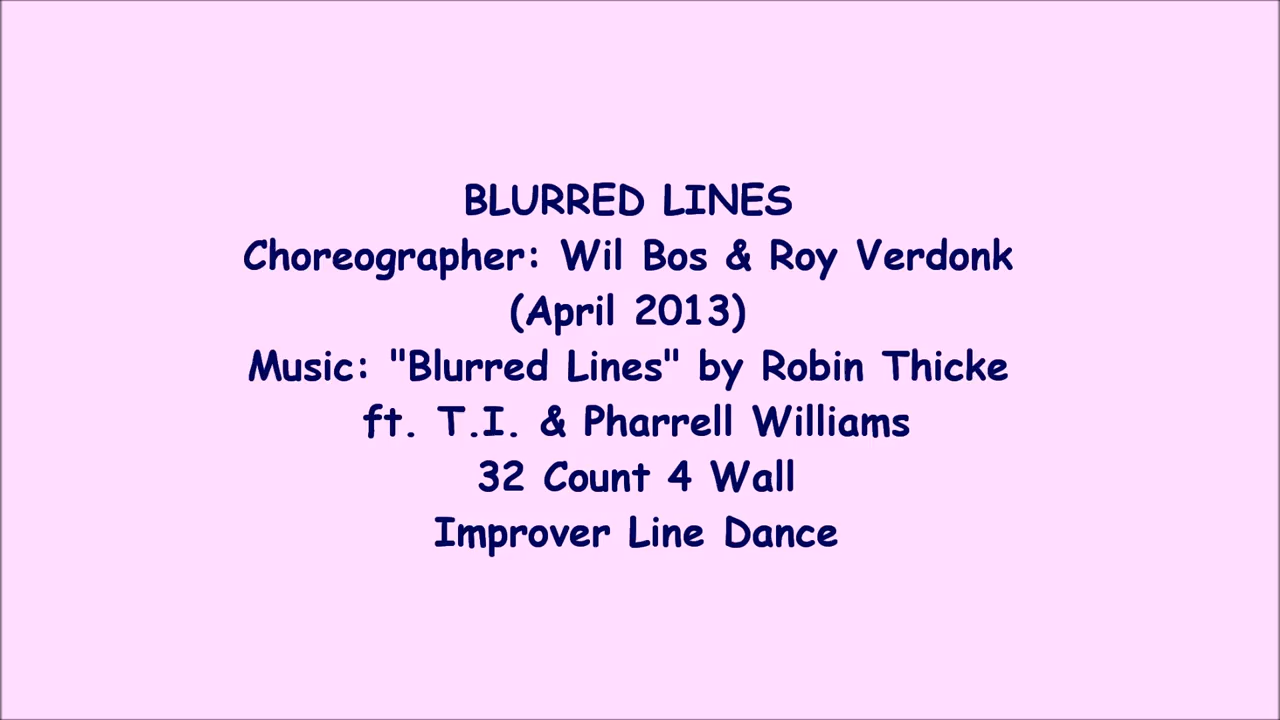 BLURRED LINES
Choreographer: Wil Bos & Roy Verdonk
(April 2013)
Music: "Blurred Lines" by Robin Thicke
ft. T.I. & Pharrell Williams
32 Count 4 Wall
Improver Line Dance